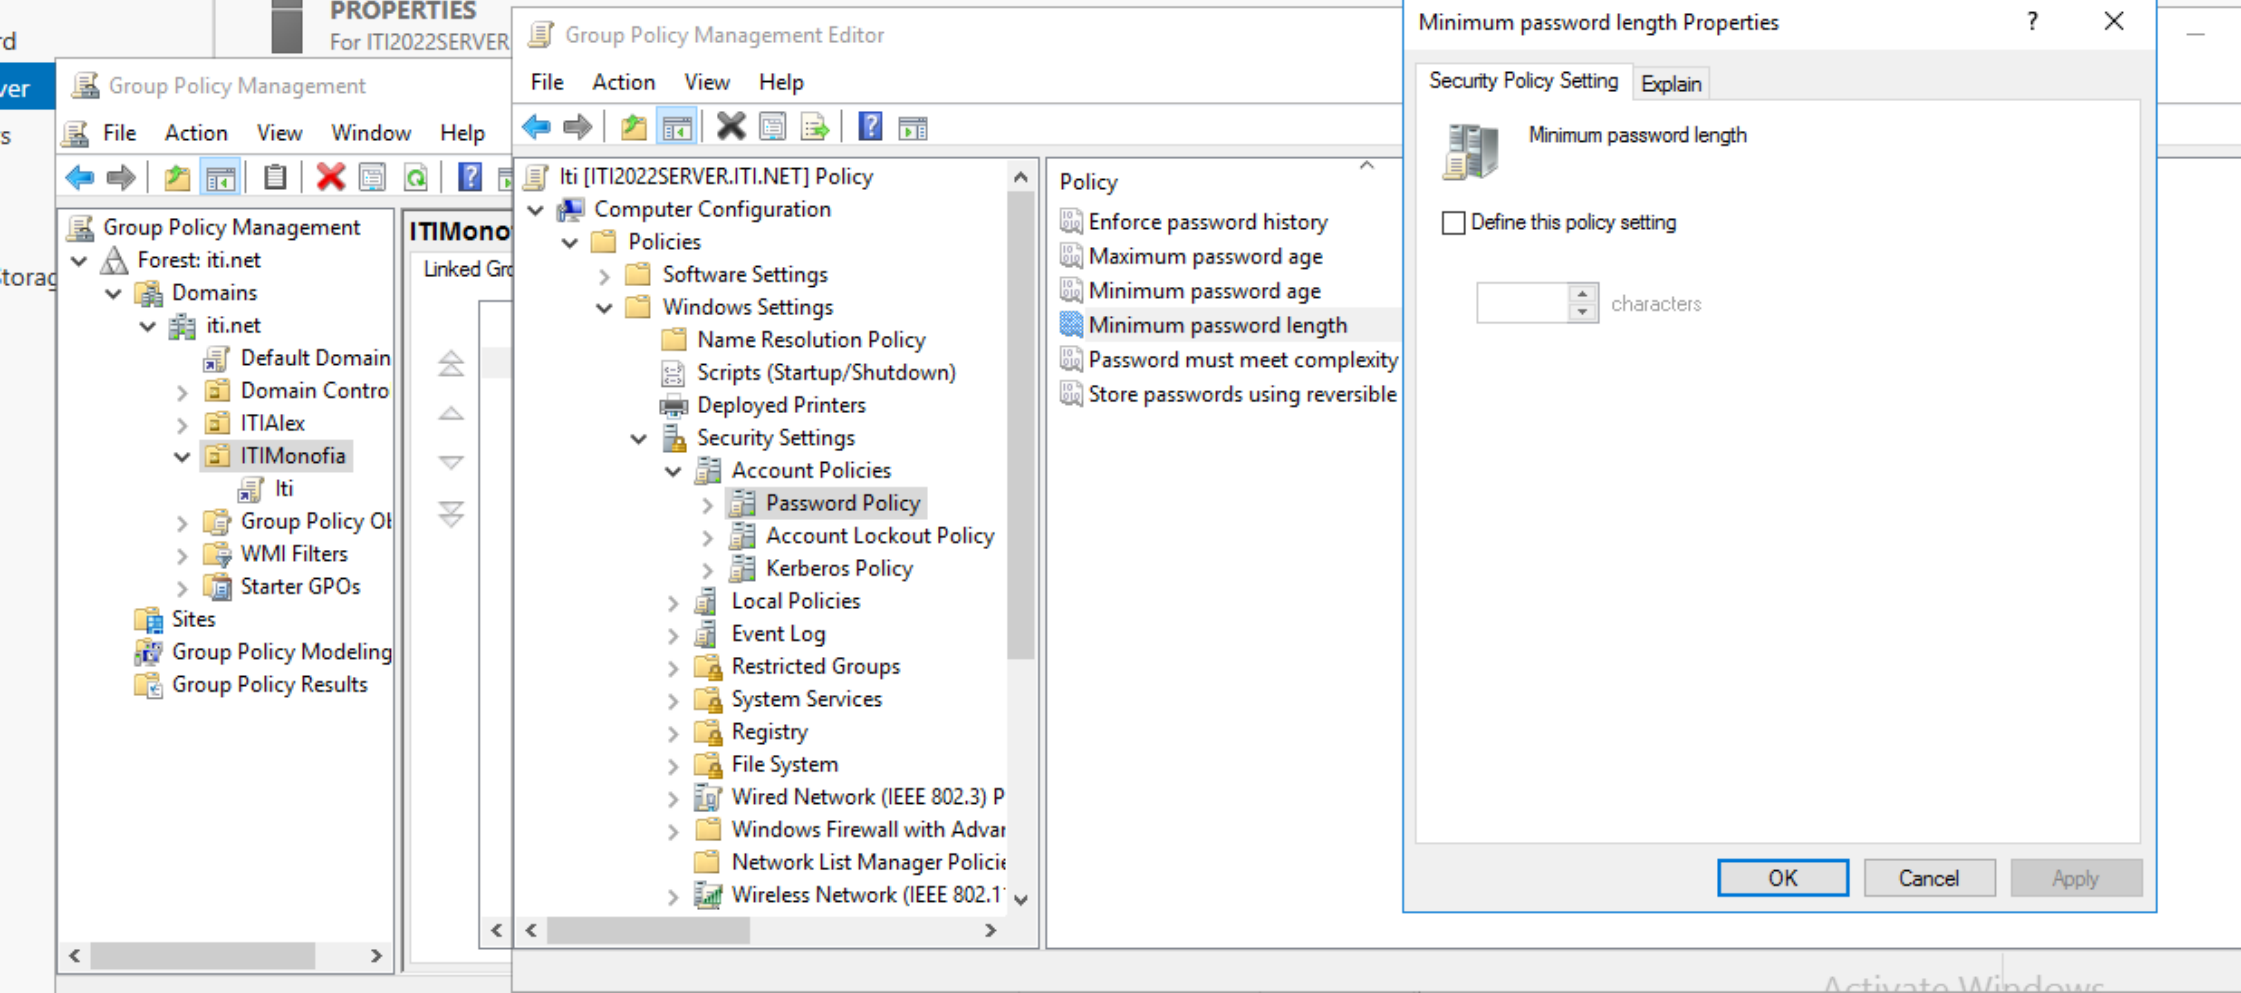 PROPERTIES
For ITI2022SERVER
Group Policy Management
File Action View Window Help
Group Policy Management
Forest: iti.net
Domains
iti.net
Default Domain
Domain Contro
ITIAlex
ITIMonofia
Iti
Group Policy Ob
WMI Filters
Starter GPOs
Sites
Group Policy Modeling
Group Policy Results
ITIMono
Linked Gro
Group Policy Management Editor
File Action View Help
Iti [ITI2022SERVER.ITI.NET] Policy
Computer Configuration
Policies
Software Settings
Windows Settings
Name Resolution Policy
Scripts (Startup/Shutdown)
Deployed Printers
Security Settings
Account Policies
Password Policy
Account Lockout Policy
Kerberos Policy
Local Policies
Event Log
Restricted Groups
System Services
Registry
File System
Wired Network (IEEE 802.3) P
Windows Firewall with Advar
Network List Manager Policie
Wireless Network (IEEE 802.1
Policy
Enforce password history
Maximum password age
Minimum password age
Minimum password length
Password must meet complexity
Store passwords using reversible
Minimum password length Properties
Security Policy Setting Explain
Minimum password length
Define this policy setting
characters
OK Cancel Apply
Activate Windows